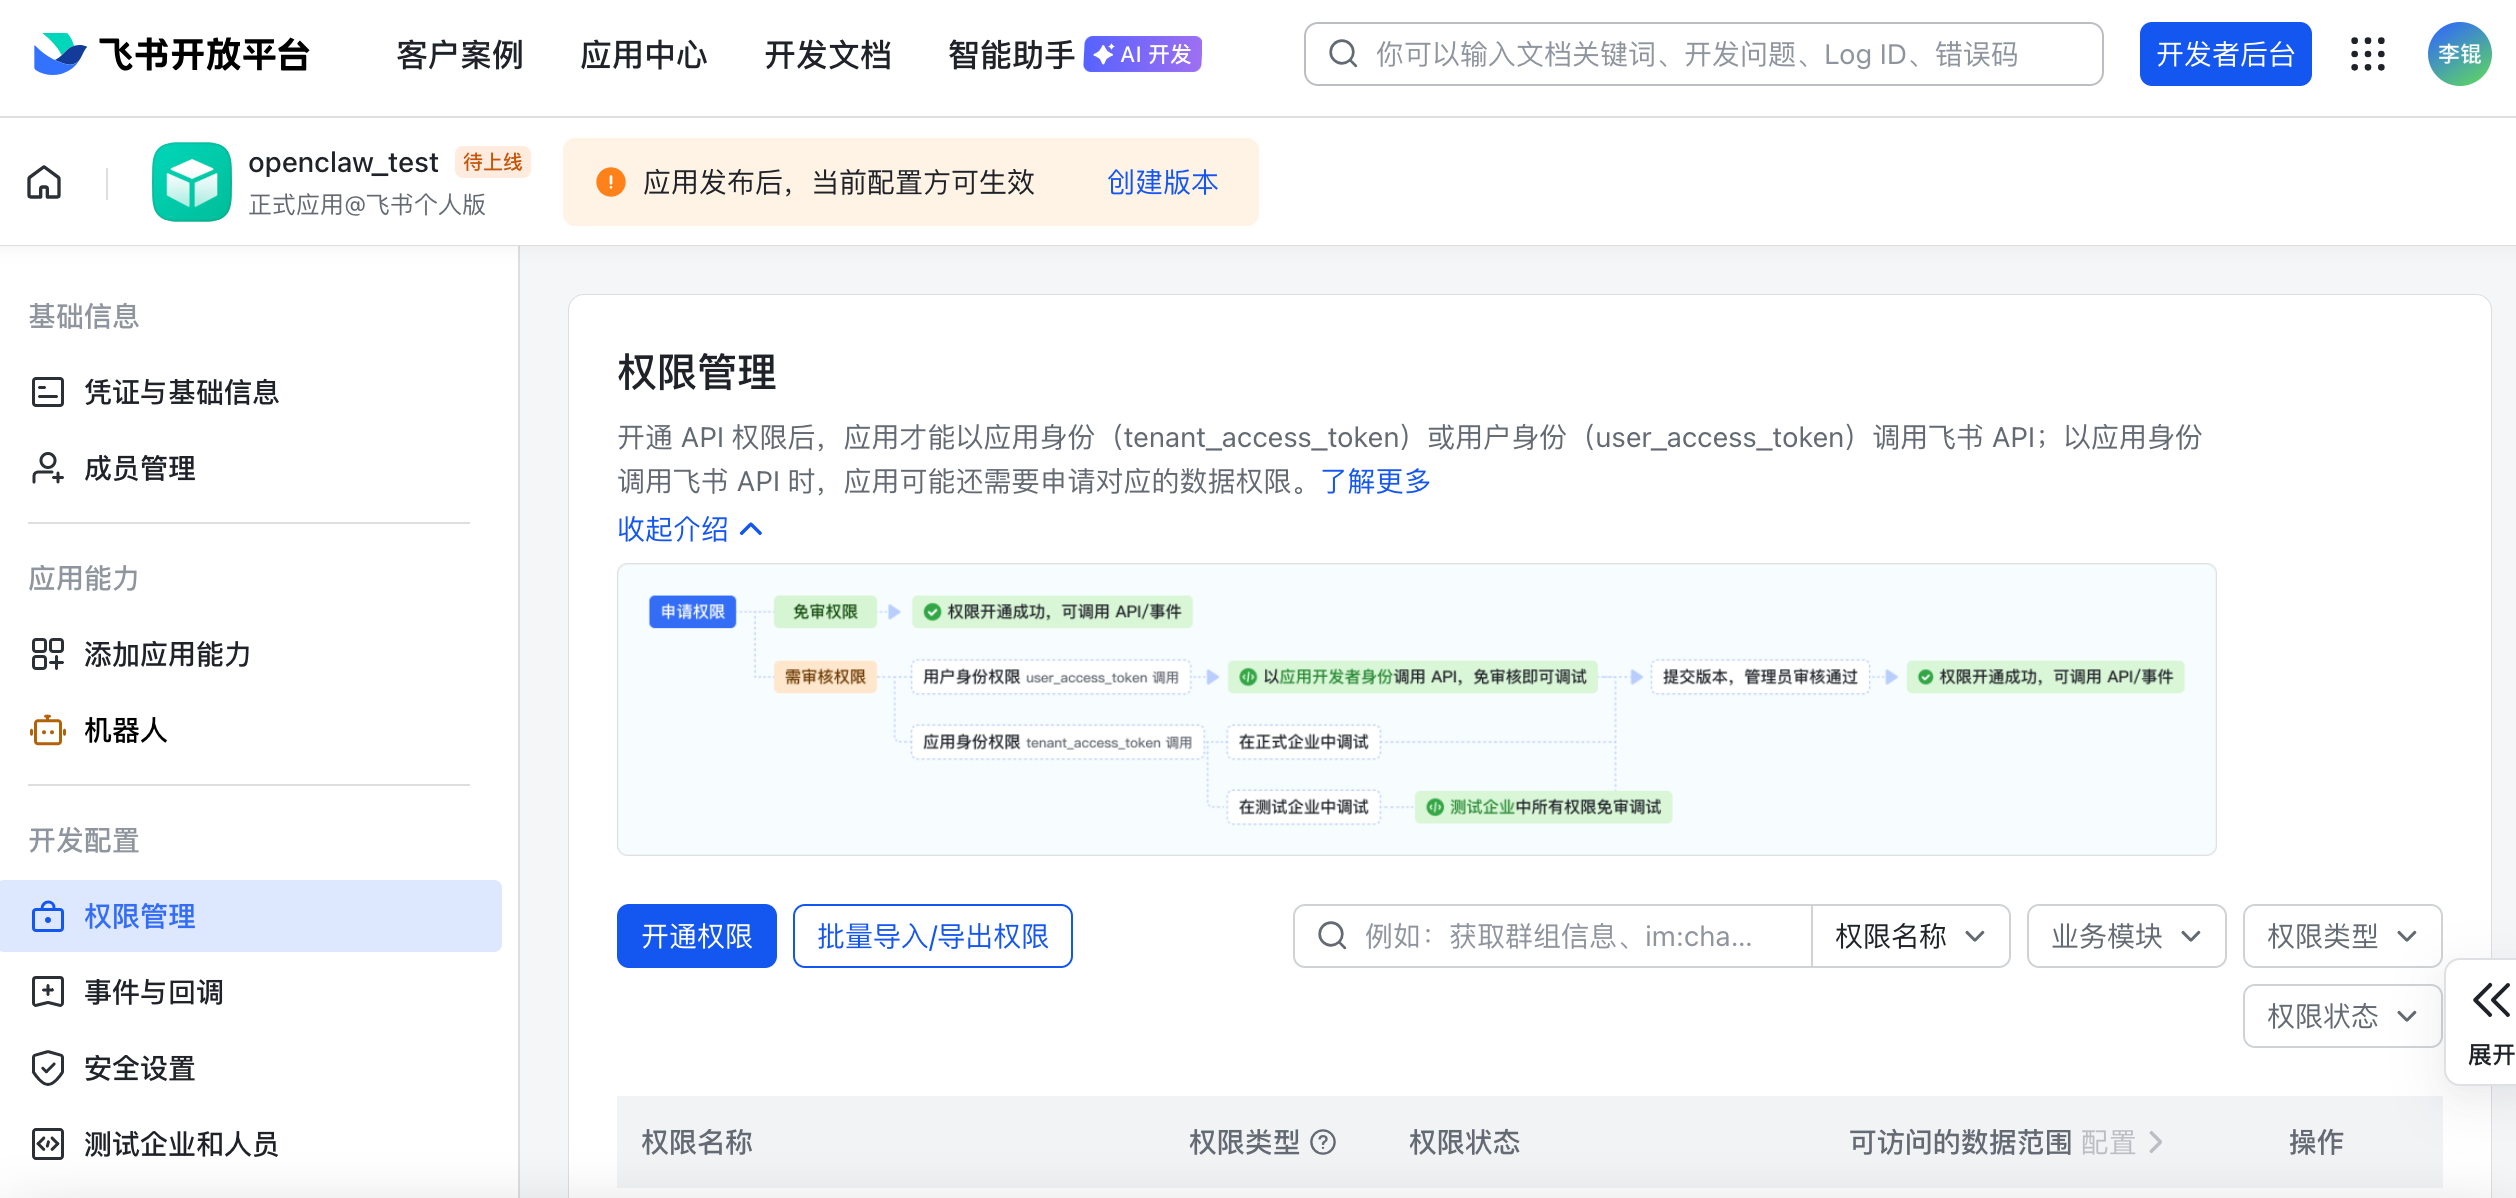 飞书开放平台 客户案例 应用中心 开发文档 智能助手 AI 开发 你可以输入文档关键词、开发问题、Log ID、错误码 开发者后台 李锟
openclaw_test 待上线
正式应用@飞书个人版
应用发布后，当前配置方可生效 创建版本
基础信息
凭证与基础信息
成员管理
应用能力
添加应用能力
机器人
开发配置
权限管理
事件与回调
安全设置
测试企业和人员
权限管理
开通 API 权限后，应用才能以应用身份（tenant_access_token）或用户身份（user_access_token）调用飞书 API；以应用身份
调用飞书 API 时，应用可能还需要申请对应的数据权限。了解更多
收起介绍
申请权限 免审权限 权限开通成功，可调用 API/事件
需审核权限 用户身份权限 user_access_token 调用 以应用开发者身份调用 API，免审核即可调试 提交版本，管理员审核通过 权限开通成功，可调用 API/事件
应用身份权限 tenant_access_token 调用 在正式企业中调试
在测试企业中调试 测试企业中所有权限免审调试
开通权限 批量导入/导出权限 例如：获取群组信息、im:cha... 权限名称 业务模块 权限类型
权限状态
展开
权限名称 权限类型 权限状态 可访问的数据范围 配置 操作